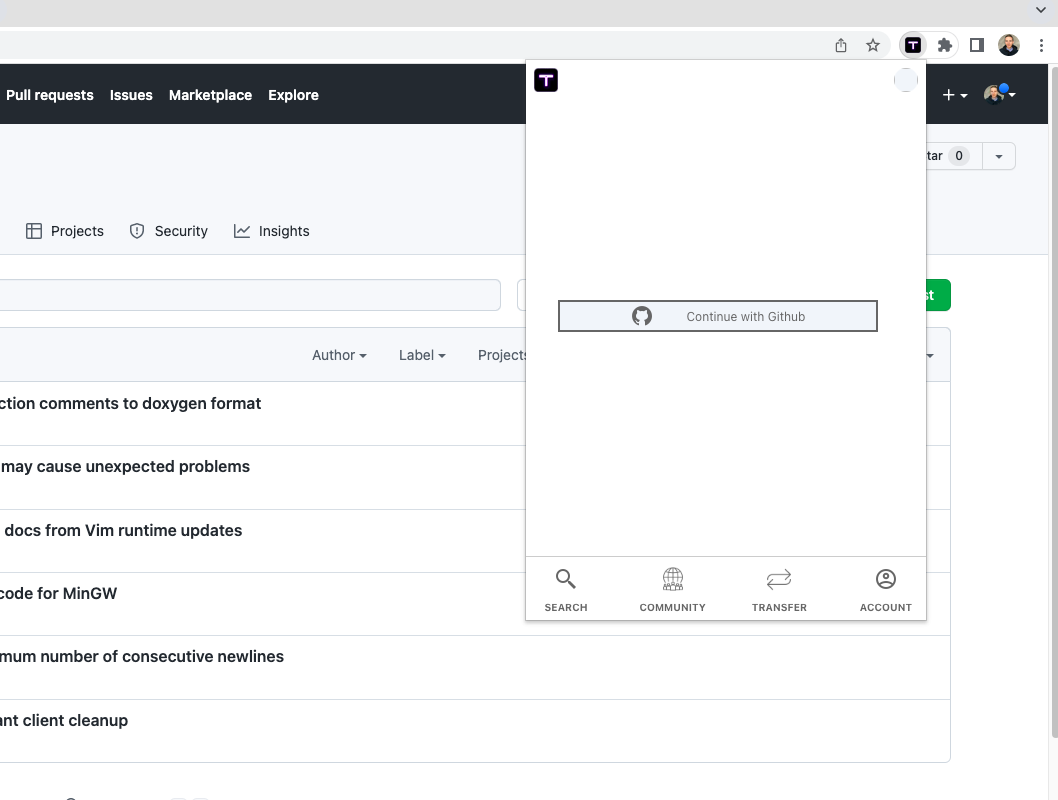 T
T
Pull requests Issues Marketplace Explore
tar 0
Projects Security Insights
st
Author Label Projects
ction comments to doxygen format
may cause unexpected problems
docs from Vim runtime updates
code for MinGW
mum number of consecutive newlines
ant client cleanup
Continue with Github
SEARCH COMMUNITY TRANSFER ACCOUNT